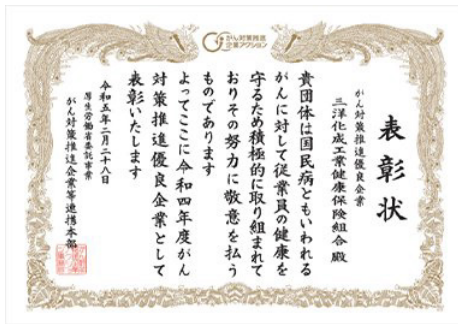 がん対策推進
企業アクション
表彰状
がん対策推進優良企業
三洋化成工業健康保険組合 殿
貴団体は国民病ともいわれる
がんに対して従業員の健康を
守るため積極的に取り組まれて
おりその努力に敬意を払う
ものであります
よってここに令和四年度がん
対策推進優良企業として
表彰いたします
令和五年二月二十八日
厚生労働省委託事業
がん対策推進企業等連携本部